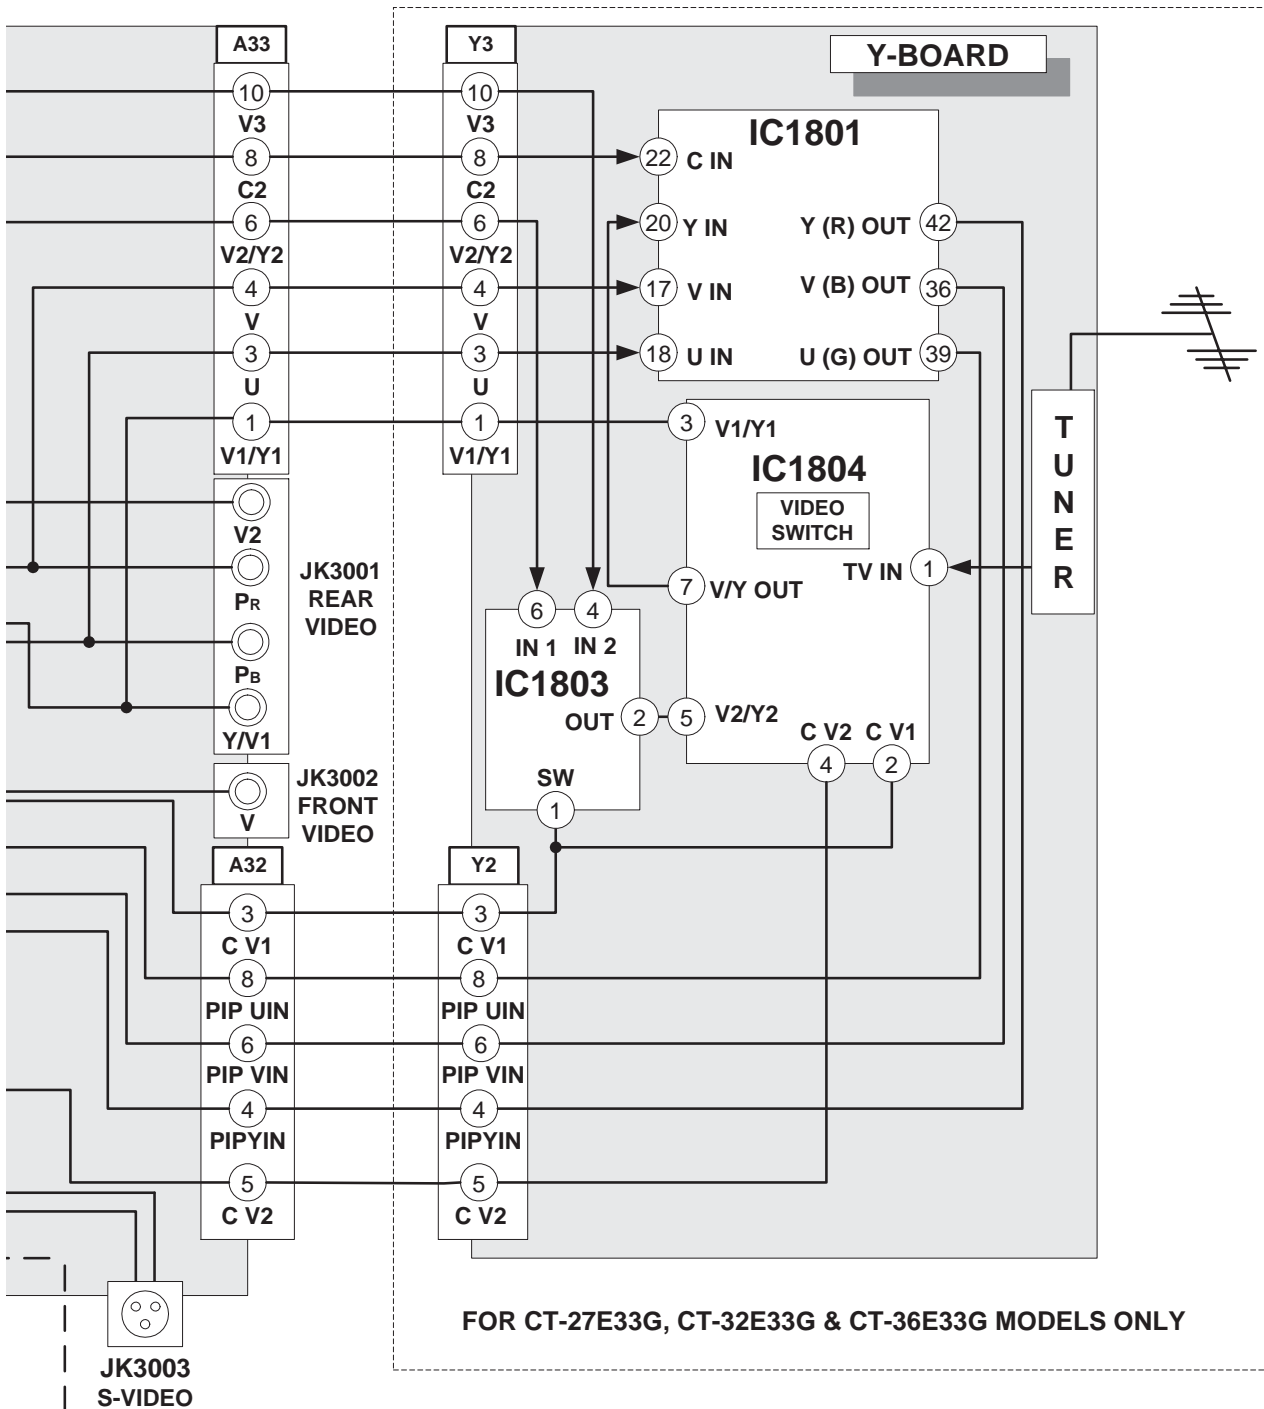 A33
10
V3
8
C2
6
V2/Y2
4
V
3
U
1
V1/Y1
V2
PR
PB
Y/V1
JK3001
REAR
VIDEO
V
JK3002
FRONT
VIDEO
A32
3
C V1
8
PIP UIN
6
PIP VIN
4
PIPYIN
5
C V2
JK3003
S-VIDEO
Y3
10
V3
8
C2
6
V2/Y2
4
V
3
U
1
V1/Y1
Y-BOARD
IC1801
22 C IN
20 Y IN
17 V IN
18 U IN
Y (R) OUT 42
V (B) OUT 36
U (G) OUT 39
3 V1/Y1
IC1804
VIDEO
SWITCH
TV IN 1
7 V/Y OUT
5 V2/Y2
C V2 C V1
4 2
TUNER
6 4
IN 1 IN 2
IC1803
OUT 2
SW
1
Y2
3
C V1
8
PIP UIN
6
PIP VIN
4
PIPYIN
5
C V2
FOR CT-27E33G, CT-32E33G & CT-36E33G MODELS ONLY